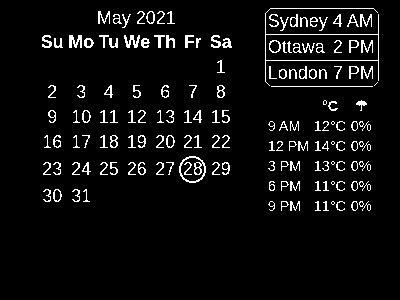 May 2021
Su Mo Tu We Th Fr Sa
1
2 3 4 5 6 7 8
9 10 11 12 13 14 15
16 17 18 19 20 21 22
23 24 25 26 27 28 29
30 31
Sydney 4 AM
Ottawa 2 PM
London 7 PM
°C ☂
9 AM 12°C 0%
12 PM 14°C 0%
3 PM 13°C 0%
6 PM 11°C 0%
9 PM 11°C 0%